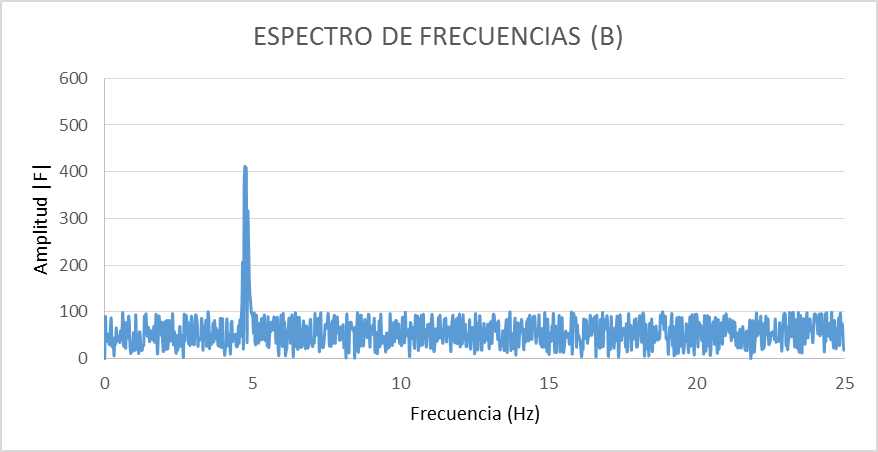 ESPECTRO DE FRECUENCIAS (B)
600
500
400
300
200
100
0
Amplitud |F|
0 5 10 15 20 25
Frecuencia (Hz)